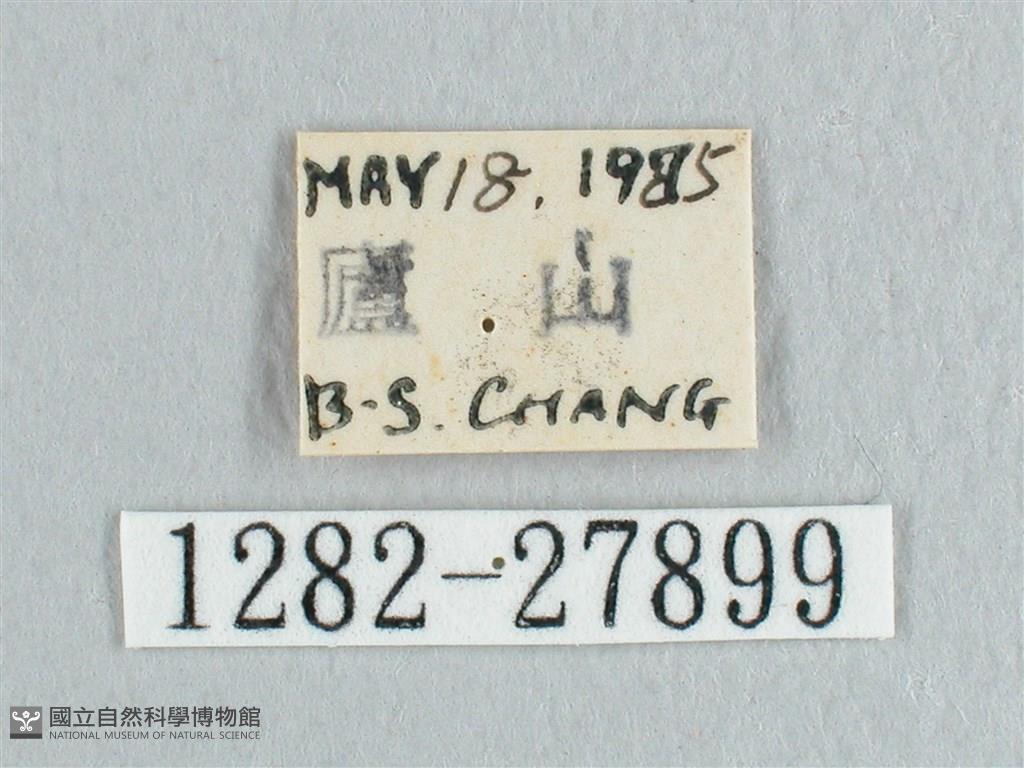 MAY 18, 1985
廬 山
B-S. CHANG
1282-27899
國立自然科學博物館
NATIONAL MUSEUM OF NATURAL SCIENCE